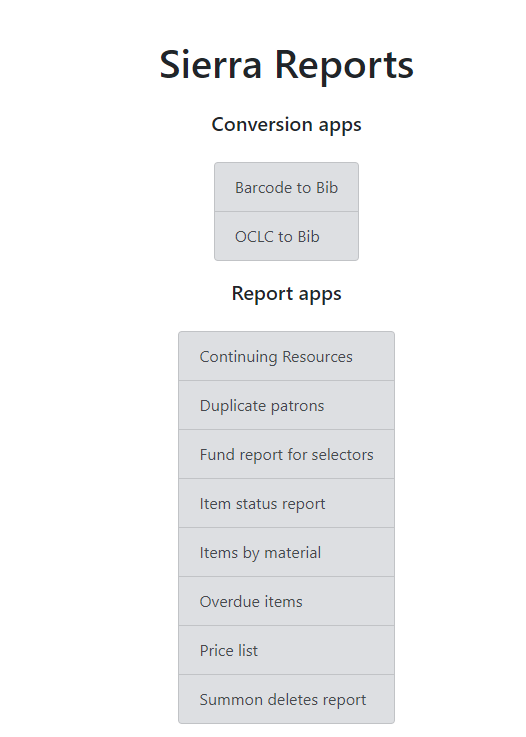 Sierra Reports
Conversion apps
Barcode to Bib
OCLC to Bib
Report apps
Continuing Resources
Duplicate patrons
Fund report for selectors
Item status report
Items by material
Overdue items
Price list
Summon deletes report